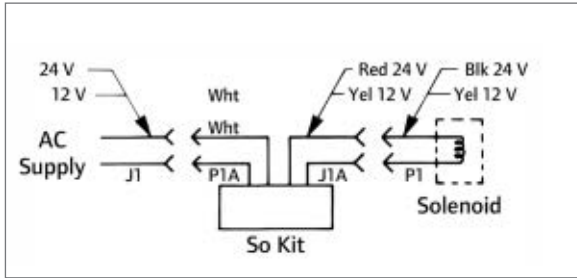 24 V
12 V
Wht
Red 24 V
Yel 12 V
Blk 24 V
Yel 12 V
AC
Supply
Wht
J1
P1A
J1A
P1
Solenoid
So Kit